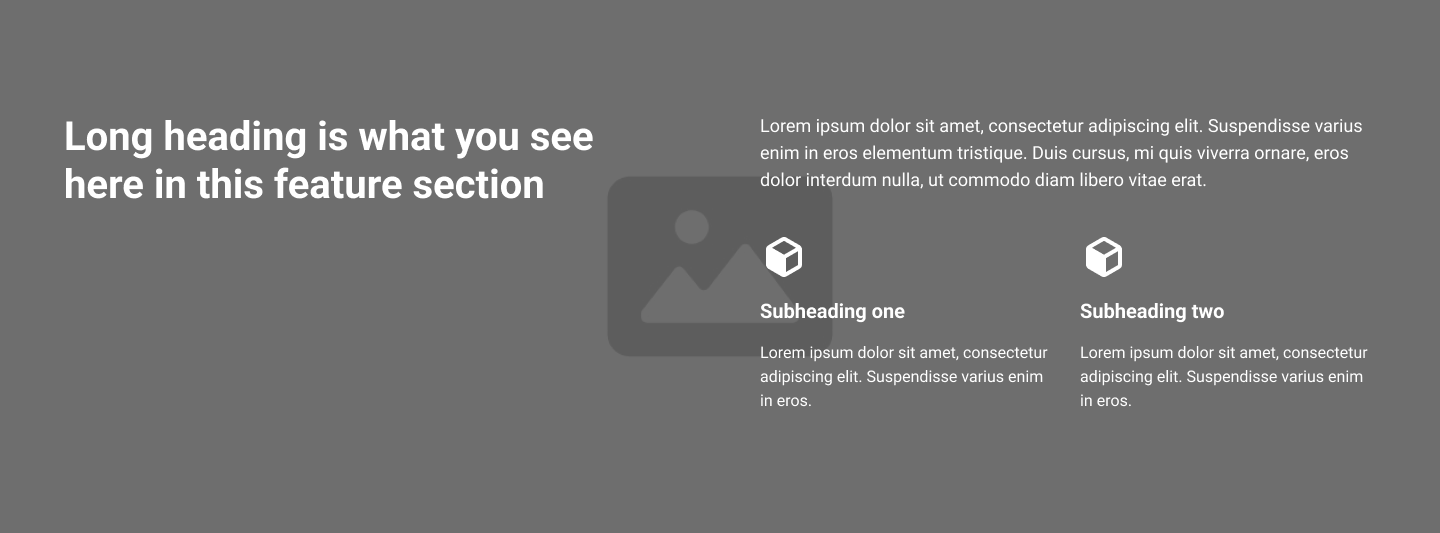 Long heading is what you see
here in this feature section
Lorem ipsum dolor sit amet, consectetur adipiscing elit. Suspendisse varius
enim in eros elementum tristique. Duis cursus, mi quis viverra ornare, eros
dolor interdum nulla, ut commodo diam libero vitae erat.
Subheading one
Lorem ipsum dolor sit amet, consectetur
adipiscing elit. Suspendisse varius enim
in eros.
Subheading two
Lorem ipsum dolor sit amet, consectetur
adipiscing elit. Suspendisse varius enim
in eros.